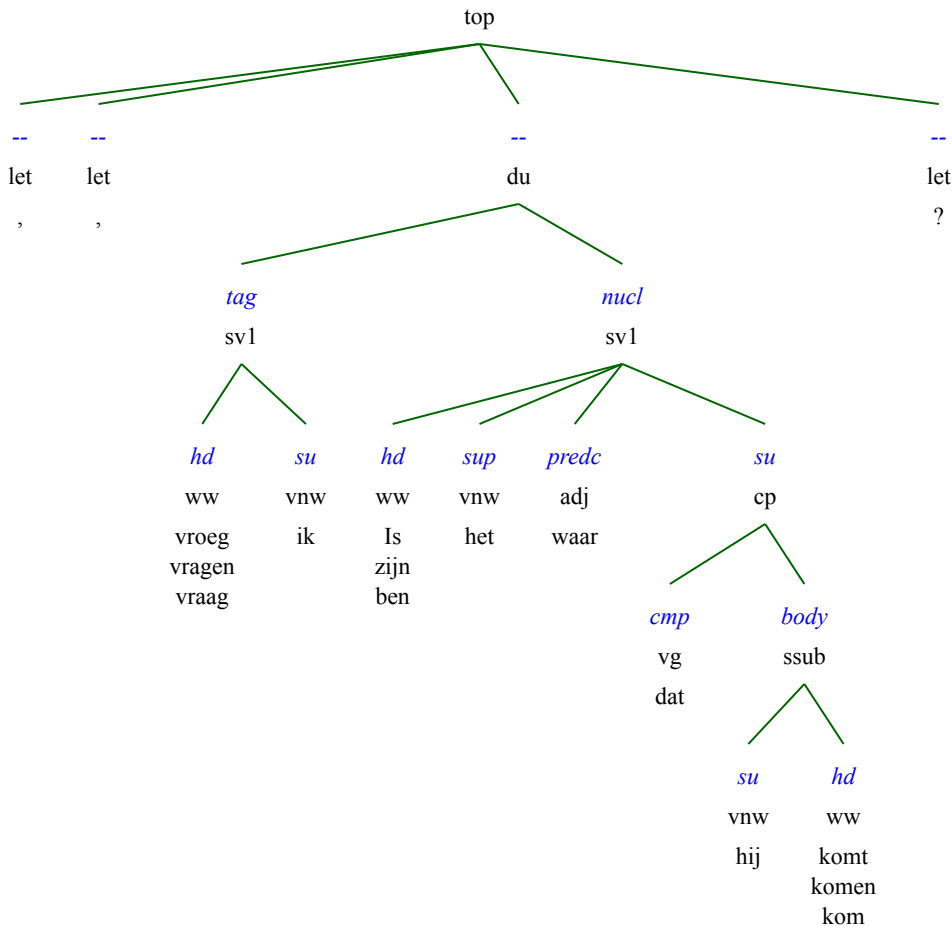 top
-- -- -- --
let let du let
, , ?
tag nucl
sv1 sv1
hd su hd sup predc su
ww vnw ww vnw adj cp
vroeg ik Is het waar
vragen zijn
vraag ben
cmp body
vg ssub
dat
su hd
vnw ww
hij komt
komen
kom